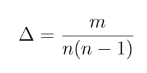 Δ = m / n(n − 1)